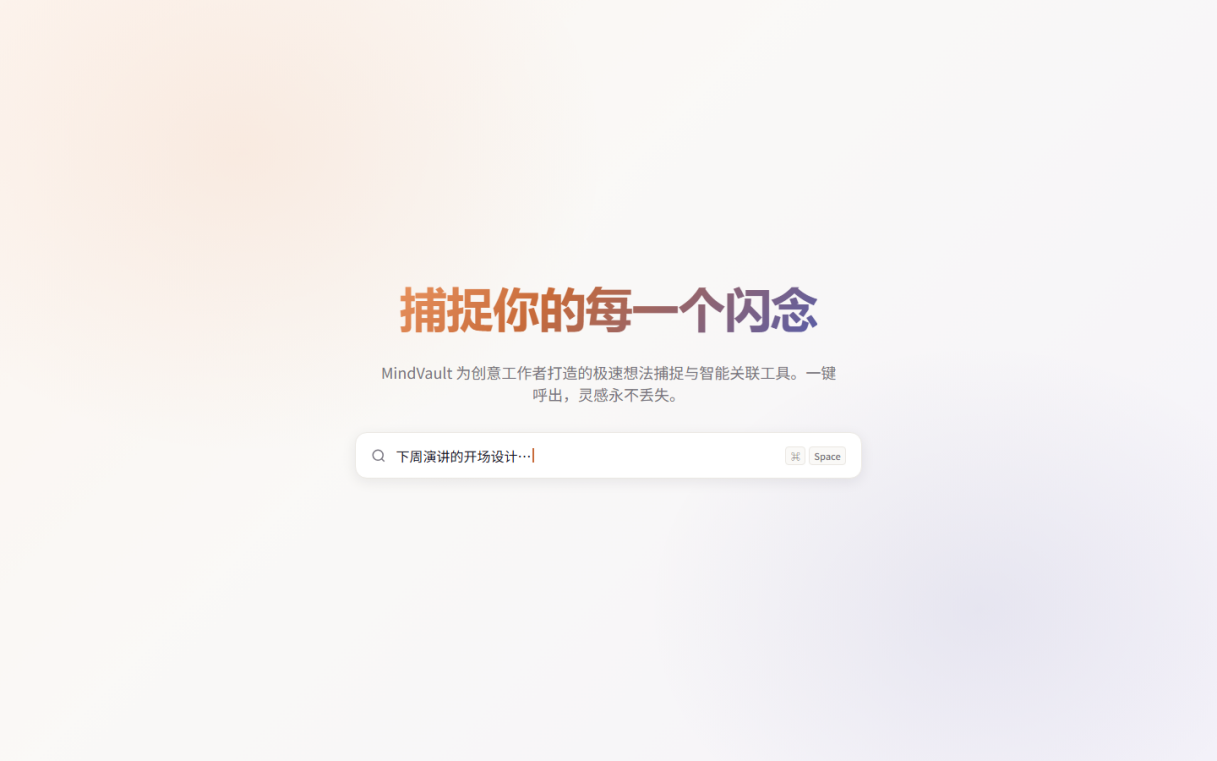 捕捉你的每一个闪念
MindVault 为创意工作者打造的极速想法捕捉与智能关联工具。一键
呼出，灵感永不丢失。
下周演讲的开场设计… ⌘ Space